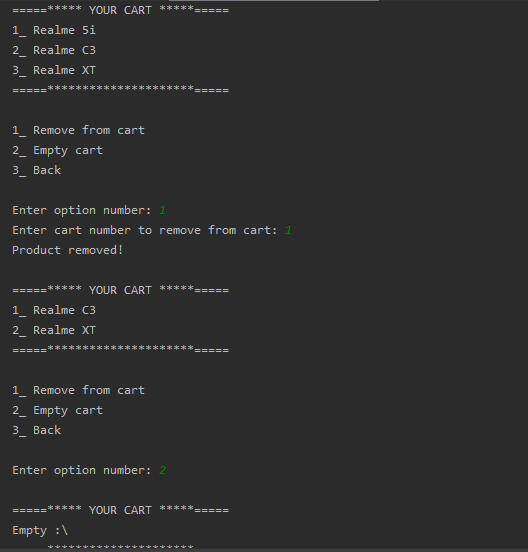 =====***** YOUR CART *****=====
1_ Realme 5i
2_ Realme C3
3_ Realme XT
=====*********************=====
1_ Remove from cart
2_ Empty cart
3_ Back
Enter option number: 1
Enter cart number to remove from cart: 1
Product removed!
=====***** YOUR CART *****=====
1_ Realme C3
2_ Realme XT
=====*********************=====
1_ Remove from cart
2_ Empty cart
3_ Back
Enter option number: 2
=====***** YOUR CART *****=====
Empty :\
=====*********************=====